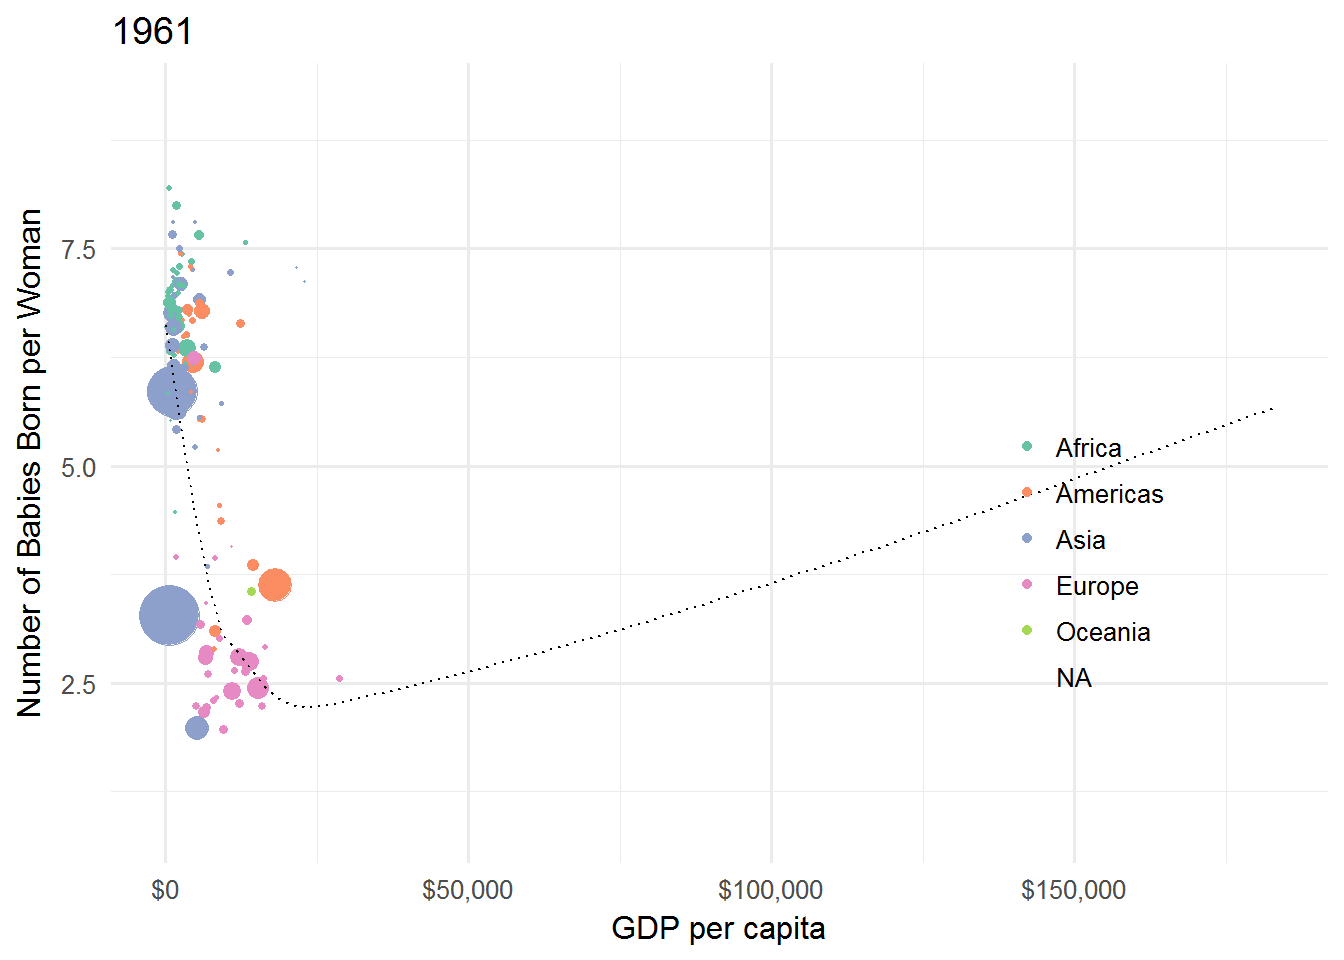 1961
Number of Babies Born per Woman
7.5
5.0
2.5
Africa
Americas
Asia
Europe
Oceania
NA
$0
$50,000
$100,000
$150,000
GDP per capita